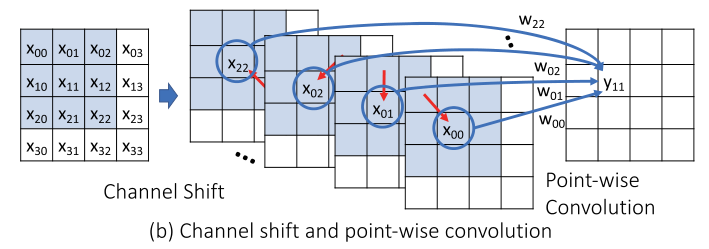 x00 x01 x02 x03
x10 x11 x12 x13
x20 x21 x22 x23
x30 x31 x32 x33
x22
x02
x01
x00
w22
w02
w01
w00
y11
Channel Shift
Point-wise
Convolution
(b) Channel shift and point-wise convolution